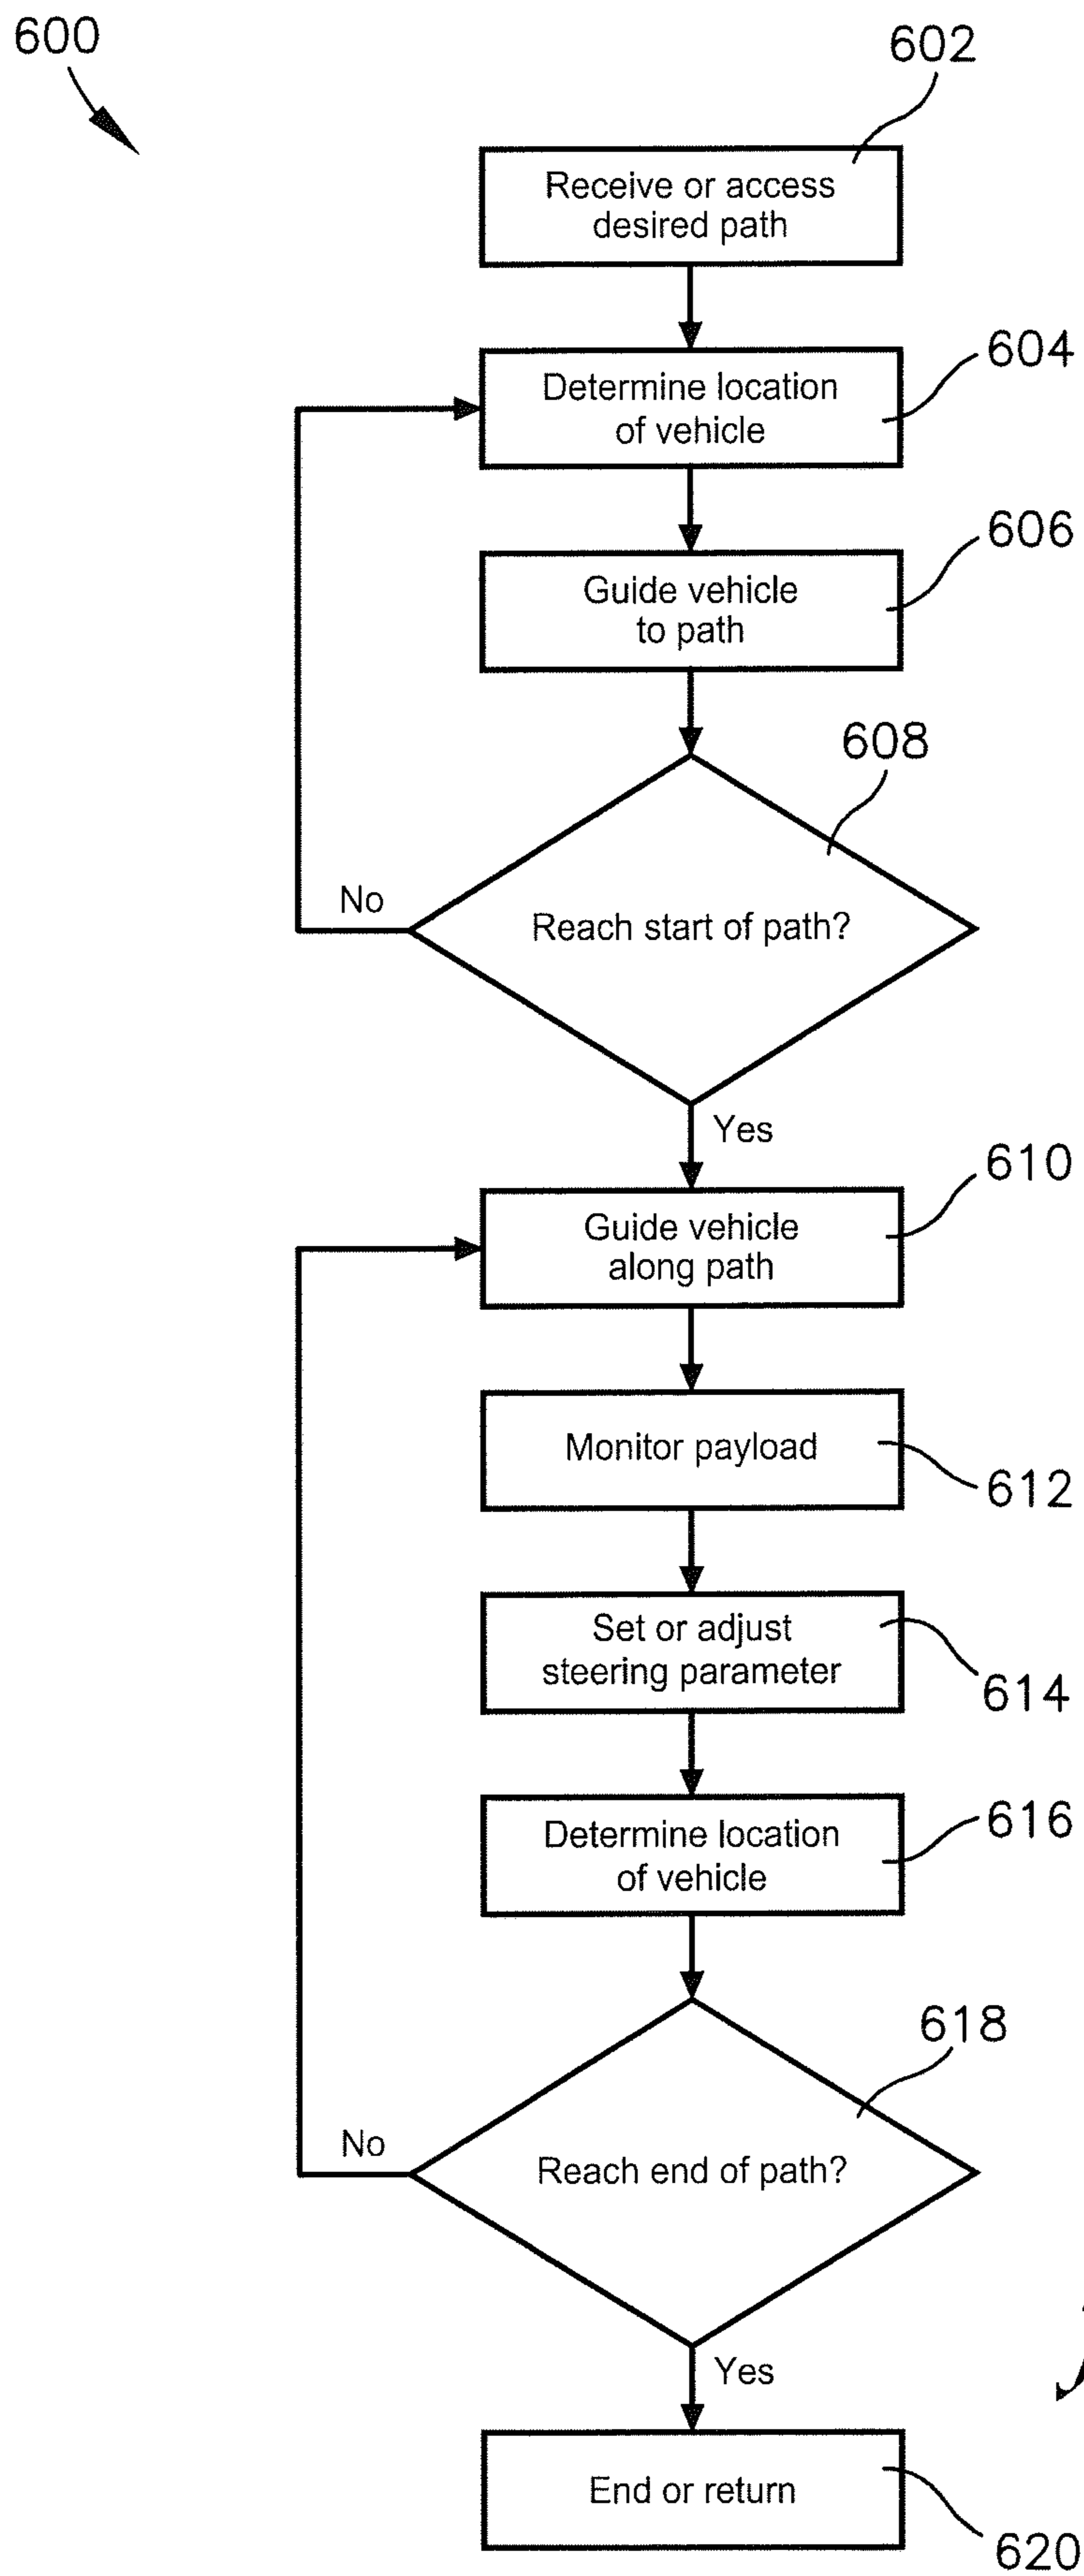 600
602
Receive or access
desired path
604
Determine location
of vehicle
606
Guide vehicle
to path
608
No
Reach start of path?
Yes
610
Guide vehicle
along path
Monitor payload
612
Set or adjust
steering parameter
614
616
Determine location
of vehicle
618
No
Reach end of path?
Yes
End or return
620